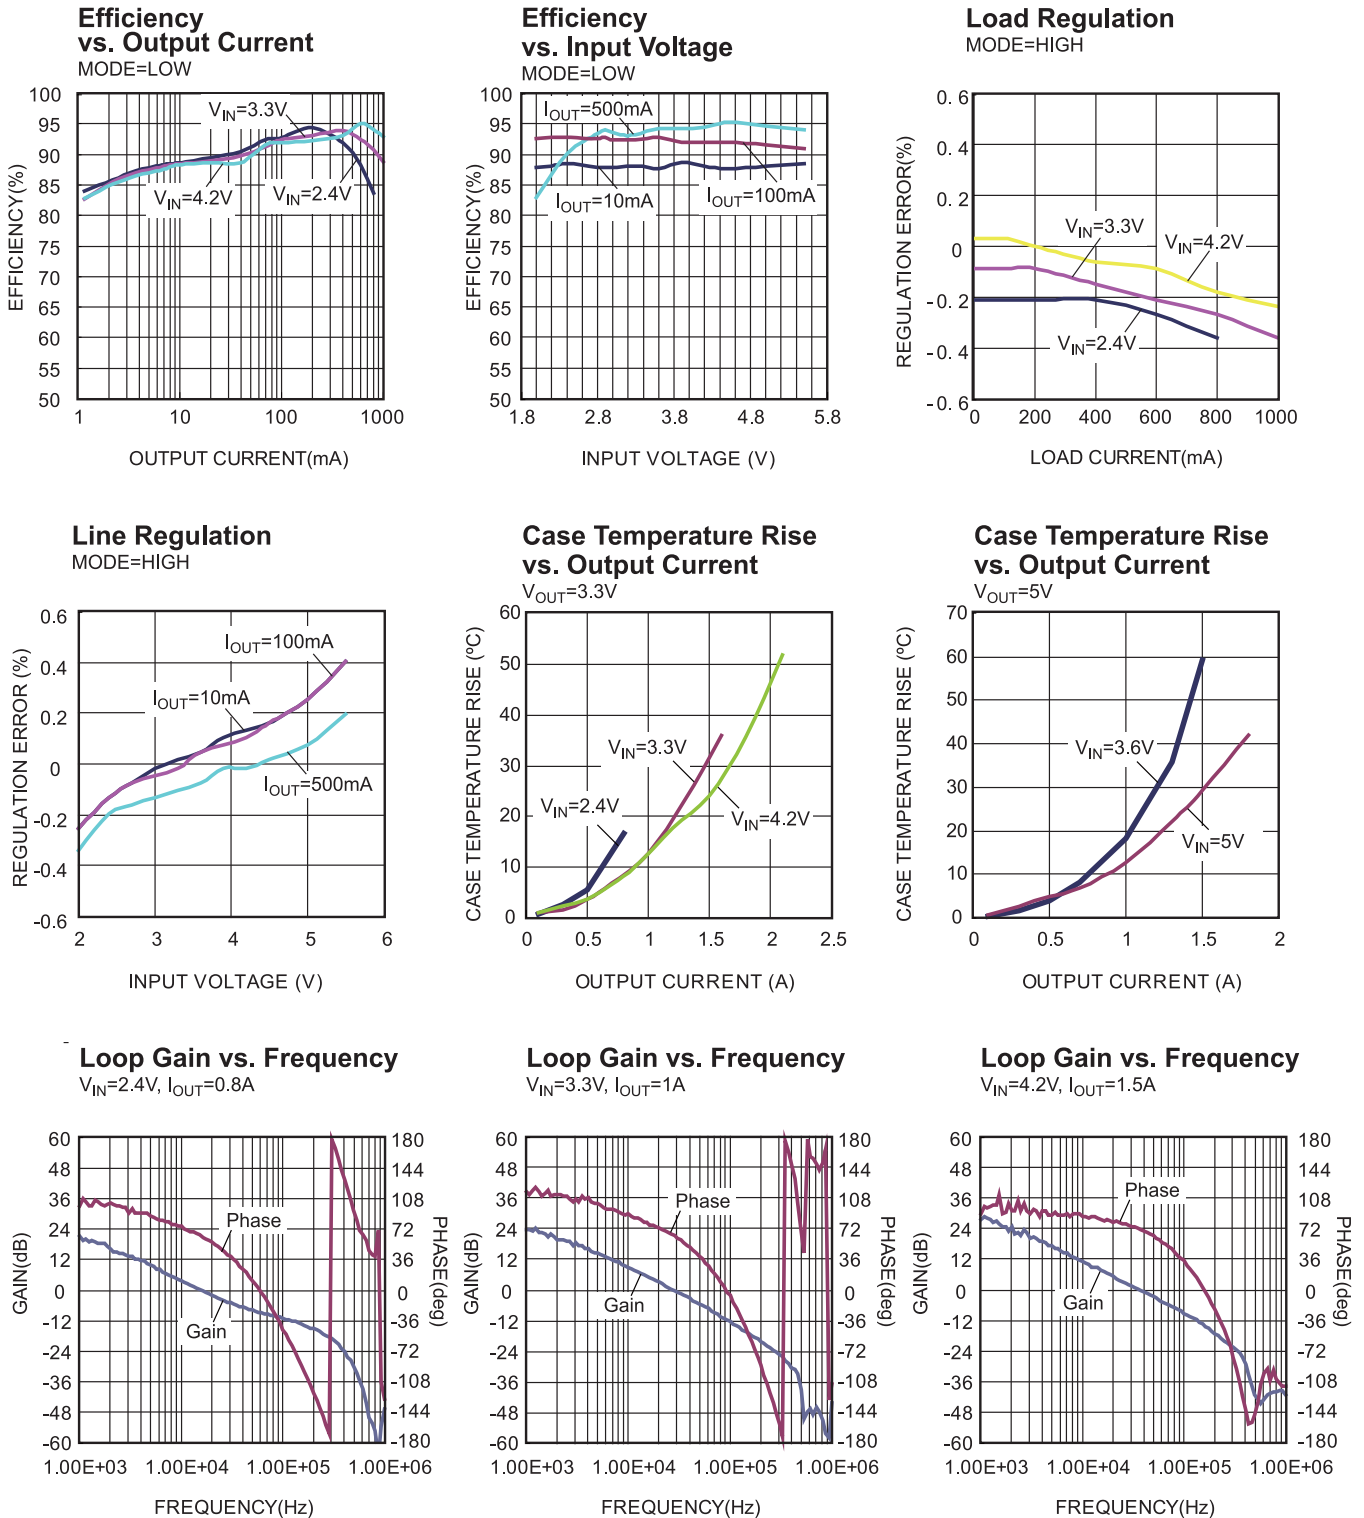 Efficiency
vs. Output Current
MODE=LOW
100
95
90
85
80
75
70
65
60
55
50
EFFICIENCY(%)
VIN=3.3V
VIN=4.2V
VIN=2.4V
1 10 100 1000
OUTPUT CURRENT(mA)
Efficiency
vs. Input Voltage
MODE=LOW
100
95
90
85
80
75
70
65
60
55
50
EFFICIENCY(%)
IOUT=500mA
IOUT=10mA
IOUT=100mA
1.8 2.8 3.8 4.8 5.8
INPUT VOLTAGE (V)
Load Regulation
MODE=HIGH
0.6
0.4
0.2
0
-0.2
-0.4
-0.6
REGULATION ERROR(%)
VIN=3.3V
VIN=4.2V
VIN=2.4V
0 200 400 600 800 1000
LOAD CURRENT(mA)
Line Regulation
MODE=HIGH
0.6
0.4
0.2
0
-0.2
-0.4
-0.6
REGULATION ERROR (%)
IOUT=100mA
IOUT=10mA
IOUT=500mA
2 3 4 5 6
INPUT VOLTAGE (V)
Case Temperature Rise
vs. Output Current
VOUT=3.3V
60
50
40
30
20
10
0
CASE TEMPERATURE RISE (ºC)
VIN=3.3V
VIN=2.4V
VIN=4.2V
0 0.5 1 1.5 2 2.5
OUTPUT CURRENT (A)
Case Temperature Rise
vs. Output Current
VOUT=5V
70
60
50
40
30
20
10
0
CASE TEMPERATURE RISE (ºC)
VIN=3.6V
VIN=5V
0 0.5 1 1.5 2
OUTPUT CURRENT (A)
Loop Gain vs. Frequency
VIN=2.4V, IOUT=0.8A
60
48
36
24
12
0
-12
-24
-36
-48
-60
GAIN(dB)
Phase
Gain
180
144
108
72
36
0
-36
-72
-108
-144
-180
PHASE(deg)
1.00E+03 1.00E+04 1.00E+05 1.00E+06
FREQUENCY(Hz)
Loop Gain vs. Frequency
VIN=3.3V, IOUT=1A
60
48
36
24
12
0
-12
-24
-36
-48
-60
GAIN(dB)
Phase
Gain
180
144
108
72
36
0
-36
-72
-108
-144
-180
PHASE(deg)
1.00E+03 1.00E+04 1.00E+05 1.00E+06
FREQUENCY(Hz)
Loop Gain vs. Frequency
VIN=4.2V, IOUT=1.5A
60
48
36
24
12
0
-12
-24
-36
-48
-60
GAIN(dB)
Phase
Gain
180
144
108
72
36
0
-36
-72
-108
-144
-180
PHASE(deg)
1.00E+03 1.00E+04 1.00E+05 1.00E+06
FREQUENCY(Hz)